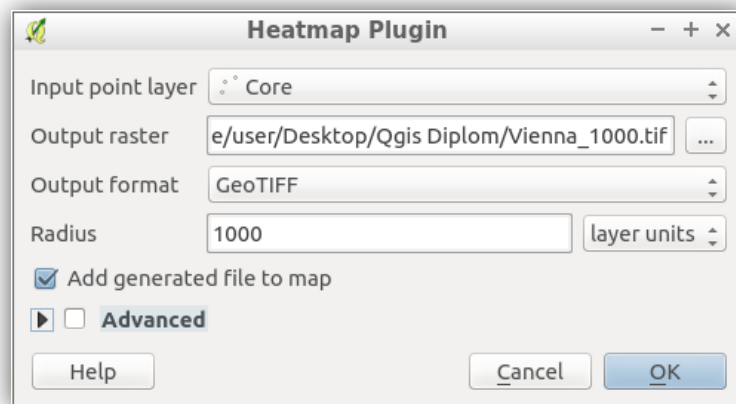 Heatmap Plugin
Input point layer Core
Output raster e/user/Desktop/Qgis Diplom/Vienna_1000.tif ...
Output format GeoTIFF
Radius 1000 layer units
Add generated file to map
Advanced
Help Cancel OK